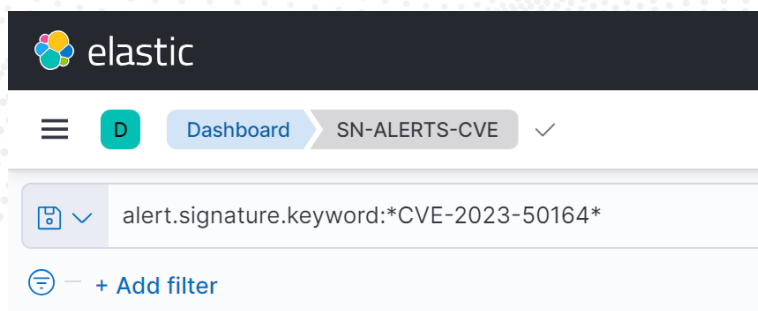 elastic
D Dashboard SN-ALERTS-CVE
alert.signature.keyword:*CVE-2023-50164*
+ Add filter